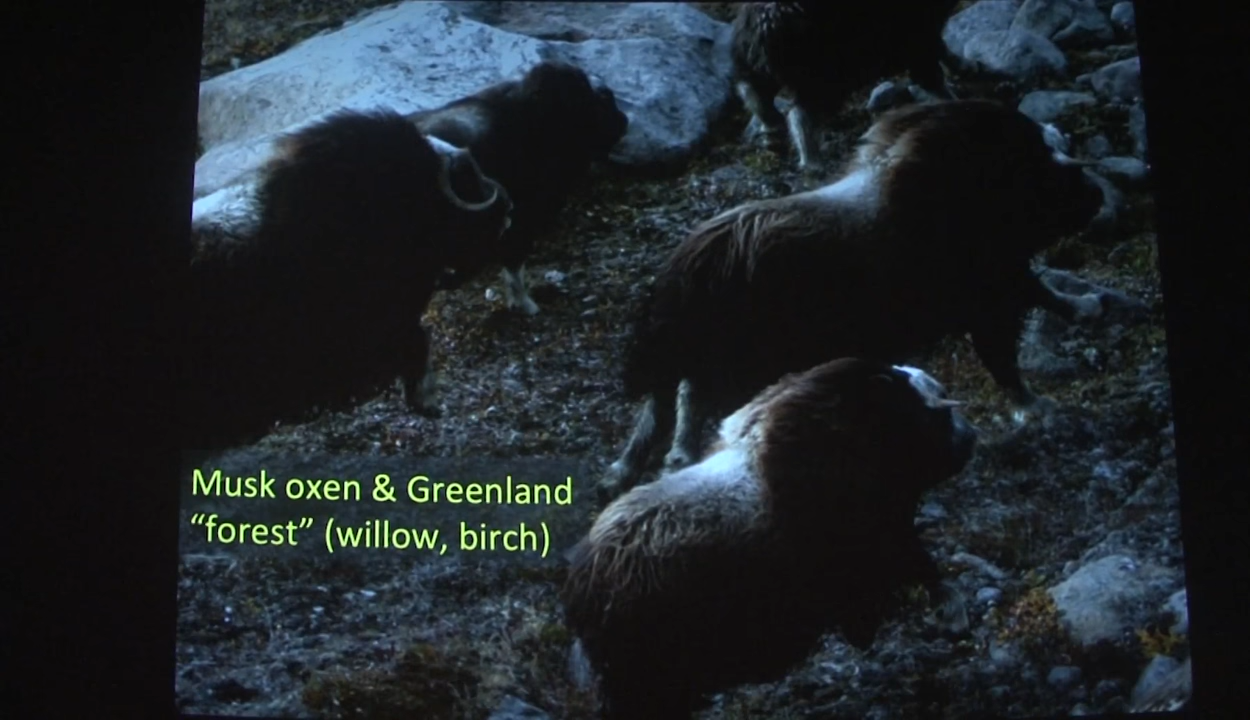 Musk oxen & Greenland
“forest” (willow, birch)